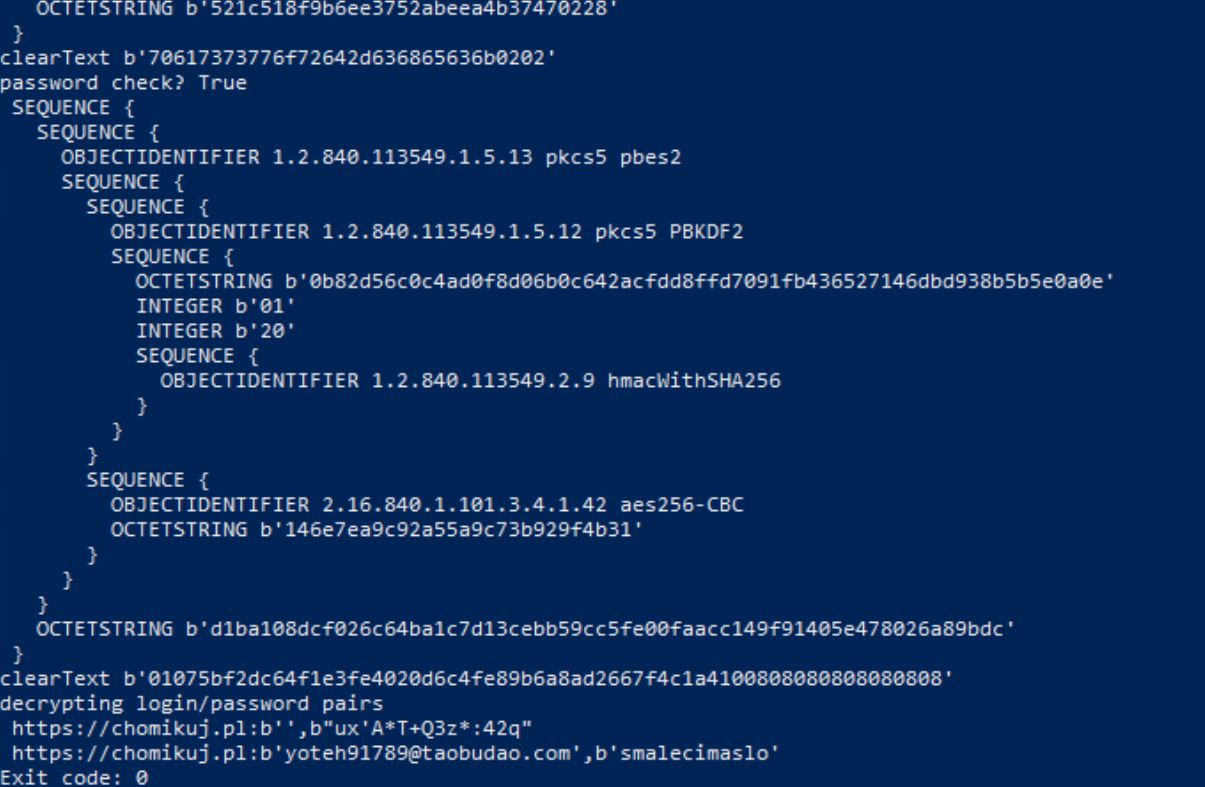 OCTETSTRING b'521c518f9b6ee3752abeea4b37470228'
}
clearText b'70617373776f72642d636865636b0202'
password check? True
SEQUENCE {
SEQUENCE {
OBJECTIDENTIFIER 1.2.840.113549.1.5.13 pkcs5 pbes2
SEQUENCE {
SEQUENCE {
OBJECTIDENTIFIER 1.2.840.113549.1.5.12 pkcs5 PBKDF2
SEQUENCE {
OCTETSTRING b'0b82d56c0c4ad0f8d06b0c642acfdd8ffd7091fb436527146dbd938b5b5e0a0e'
INTEGER b'01'
INTEGER b'20'
SEQUENCE {
OBJECTIDENTIFIER 1.2.840.113549.2.9 hmacWithSHA256
}
}
}
SEQUENCE {
OBJECTIDENTIFIER 2.16.840.1.101.3.4.1.42 aes256-CBC
OCTETSTRING b'146e7ea9c92a55a9c73b929f4b31'
}
}
}
OCTETSTRING b'd1ba108dcf026c64ba1c7d13cebb59cc5fe00faacc149f91405e478026a89bdc'
}
clearText b'01075bf2dc64f1e3fe4020d6c4fe89b6a8ad2667f4c1a4100808080808080808'
decrypting login/password pairs
https://chomikuj.pl:b'',b"ux'A*T+Q3z*:42q"
https://chomikuj.pl:b'yoteh91789@taobudao.com',b'smalecimaslo'
Exit code: 0